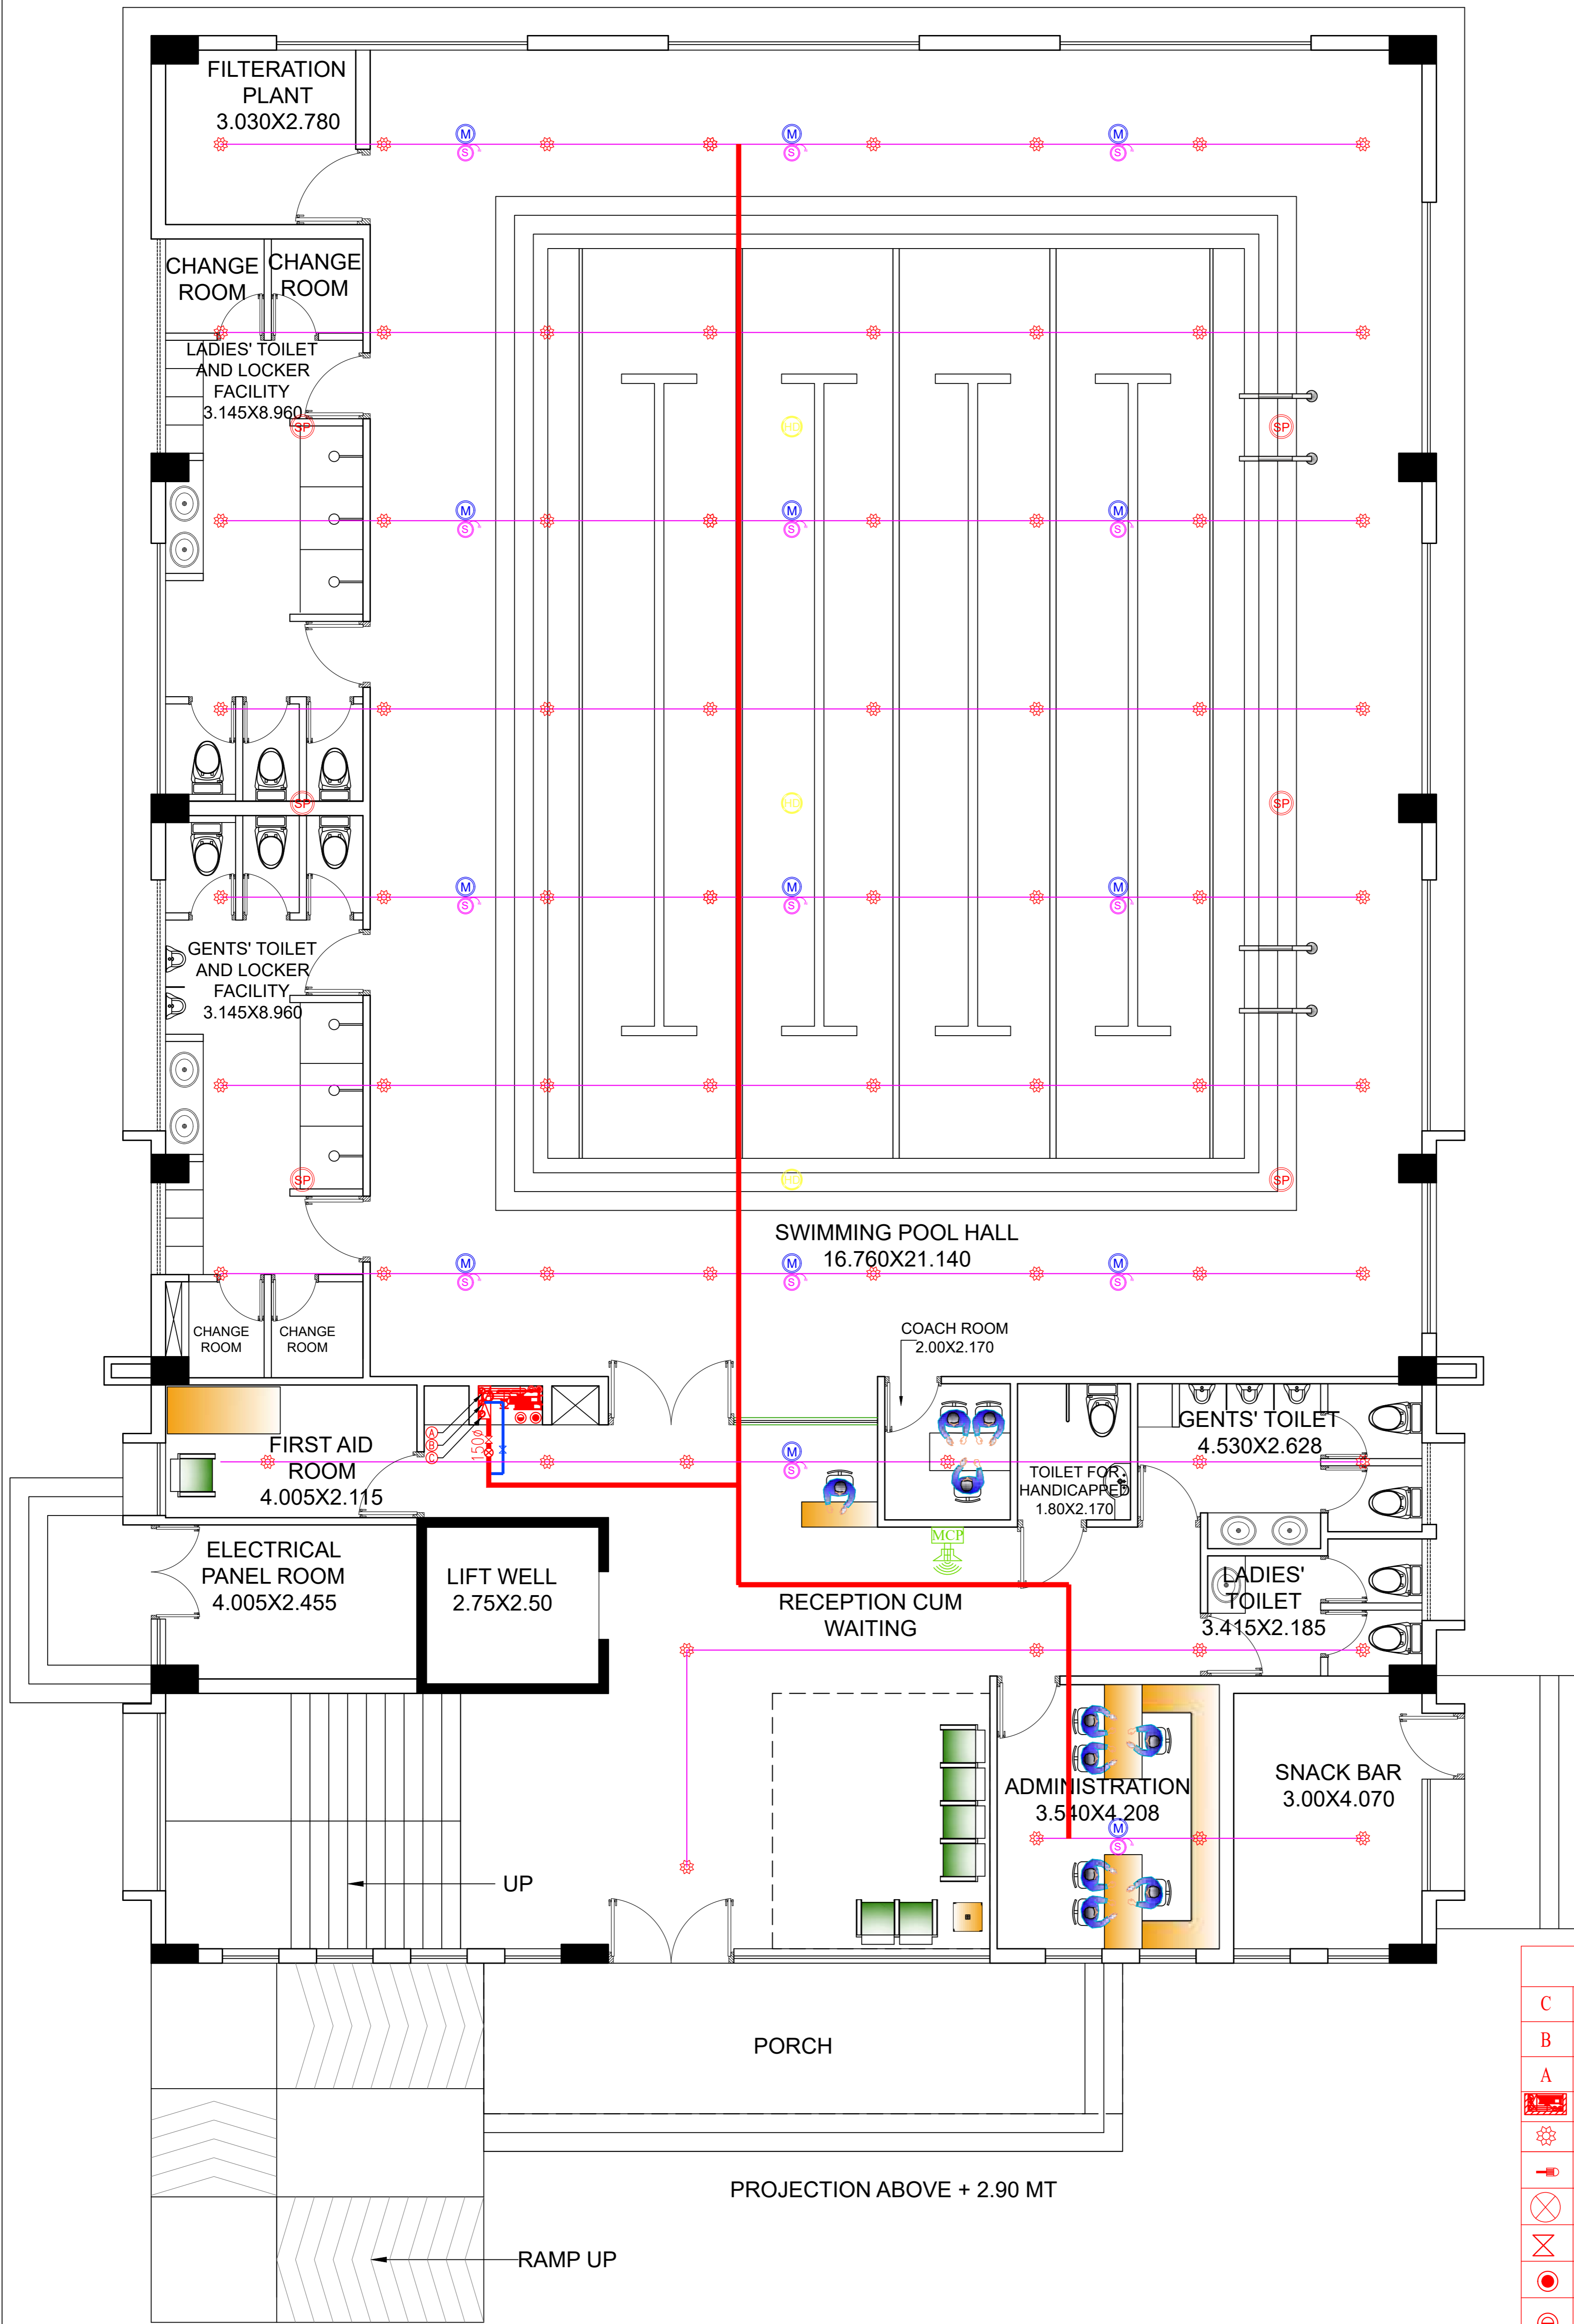 FILTERATION
PLANT
3.030X2.780
M
S
M
S
M
S
CHANGE
ROOM
CHANGE
ROOM
LADIES' TOILET
AND LOCKER
FACILITY
3.145X8.960
SP
HD
SP
M
S
M
S
M
S
SP
HD
SP
M
S
M
S
M
S
GENTS' TOILET
AND LOCKER
FACILITY
3.145X8.960
SP
HD
SP
SWIMMING POOL HALL
16.760X21.140
M
S
M
S
M
S
CHANGE
ROOM
CHANGE
ROOM
COACH ROOM
2.00X2.170
A
B
C
150ϕ
FIRST AID
ROOM
4.005X2.115
M
S
TOILET FOR
HANDICAPPED
1.80X2.170
GENTS' TOILET
4.530X2.628
MCP
ELECTRICAL
PANEL ROOM
4.005X2.455
LIFT WELL
2.75X2.50
RECEPTION CUM
WAITING
LADIES'
TOILET
3.415X2.185
ADMINISTRATION
3.540X4.208
M
S
SNACK BAR
3.00X4.070
UP
PORCH
PROJECTION ABOVE + 2.90 MT
RAMP UP
C
B
A